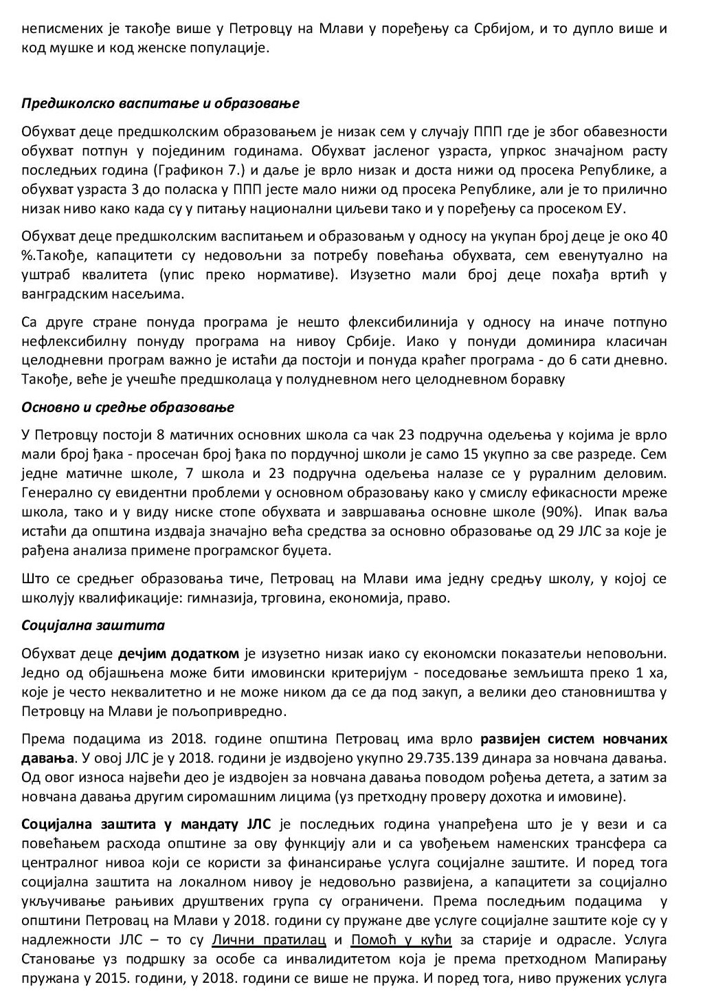 неписмених је такође више у Петровцу на Млави у поређењу са Србијом, и то дупло више и
код мушке и код женске популације.
Предшколско васпитање и образовање
Обухват деце предшколским образовањем је низак сем у случају ППП где је због обавезности
обухват потпун у појединим годинама. Обухват јасленог узраста, упркос значајном расту
последњих година (Графикон 7.) и даље је врло низак и доста нижи од просека Републике, а
обухват узраста 3 до поласка у ППП јесте мало нижи од просека Републике, али је то прилично
низак ниво како када су у питању национални циљеви тако и у поређењу са просеком ЕУ.
Обухват деце предшколским васпитањем и образовањм у односу на укупан број деце је око 40
%.Такође, капацитети су недовољни за потребу повећања обухвата, сем евенутуално на
уштраб квалитета (упис преко нормативе). Изузетно мали број деце похађа вртић у
ванградским насељима.
Са друге стране понуда програма је нешто флексибилинија у односу на иначе потпуно
нефлексибилну понуду програма на нивоу Србије. Иако у понуди доминира класичан
целодневни програм важно је истаћи да постоји и понуда краћег програма - до 6 сати дневно.
Такође, веће је учешће предшколаца у полудневном него целодневном боравку
Основно и средње образовање
У Петровцу постоји 8 матичних основних школа са чак 23 подручна одељења у којима је врло
мали број ђака - просечан број ђака по пордучној школи је само 15 укупно за све разреде. Сем
једне матичне школе, 7 школа и 23 подручна одељења налазе се у руралним деловим.
Генерално су евидентни проблеми у основном образовању како у смислу ефикасности мреже
школа, тако и у виду ниске стопе обухвата и завршавања основне школе (90%).  Ипак ваља
истаћи да општина издваја значајно већа средства за основно образовање од 29 ЈЛС за које је
рађена анализа примене програмског буџета.
Што се средњег образовања тиче, Петровац на Млави има једну средњу школу, у којој се
школују квалификације: гимназија, трговина, економија, право.
Социјална заштита
Обухват деце дечјим додатком је изузетно низак иако су економски показатељи неповољни.
Једно од објашњена може бити имовински критеријум - поседовање земљишта преко 1 ха,
које је често неквалитетно и не може ником да се да под закуп, а велики део становништва у
Петровцу на Млави је пољопривредно.
Према подацима из 2018. године општина Петровац има врло развијен систем новчаних
давања. У овој ЈЛС је у 2018. години је издвојено укупно 29.735.139 динара за новчана давања.
Од овог износа највећи део је издвојен за новчана давања поводом рођења детета, а затим за
новчана давања другим сиромашним лицима (уз претходну проверу дохотка и имовине).
Социјална заштита у мандату ЈЛС је последњих година унапређена што је у вези и са
повећањем расхода општине за ову функцију али и са увођењем наменских трансфера са
централног нивоа који се користи за финансирање услуга социјалне заштите. И поред тога
социјална заштита на локалном нивоу је недовољно развијена, а капацитети за социјално
укључивање рањивих друштвених група су ограничени. Према последњим подацима  у
општини Петровац на Млави у 2018. години су пружане две услуге социјалне заштите које су у
надлежности ЈЛС – то су Лични пратилац и Помоћ у кући за старије и одрасле. Услуга
Становање уз подршку за особе са инвалидитетом која је према претходном Мапирању
пружана у 2015. години, у 2018. години се више не пружа. И поред тога, ниво пружених услуга